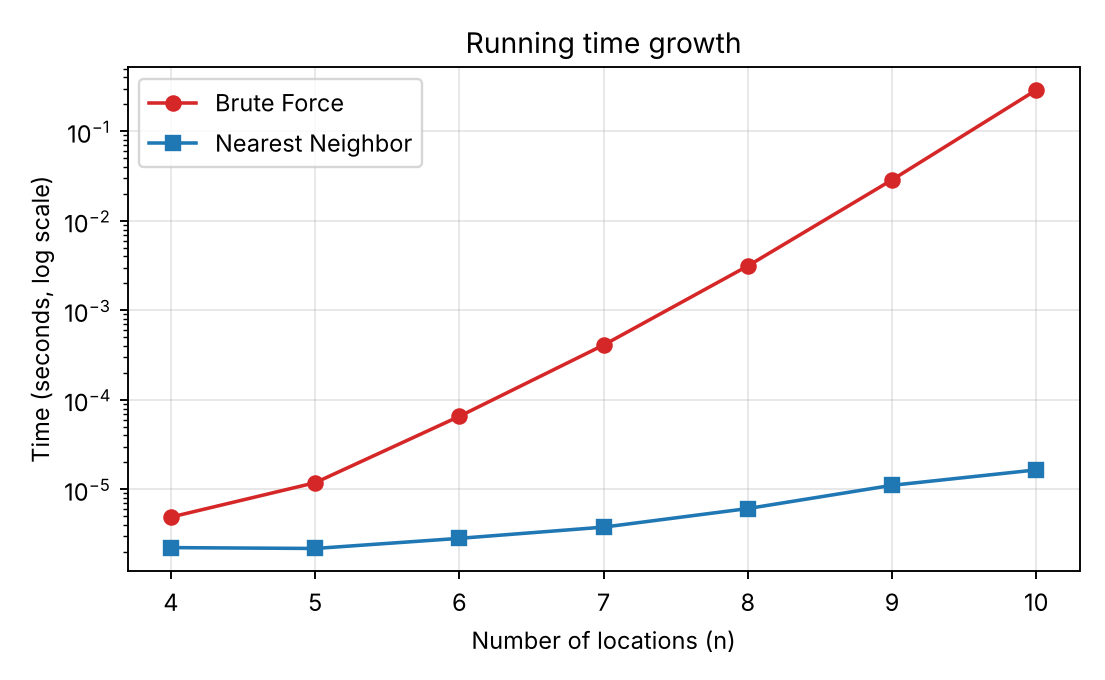 Running time growth
Brute Force
Nearest Neighbor
Time (seconds, log scale)
10⁻¹
10⁻²
10⁻³
10⁻⁴
10⁻⁵
4 5 6 7 8 9 10
Number of locations (n)